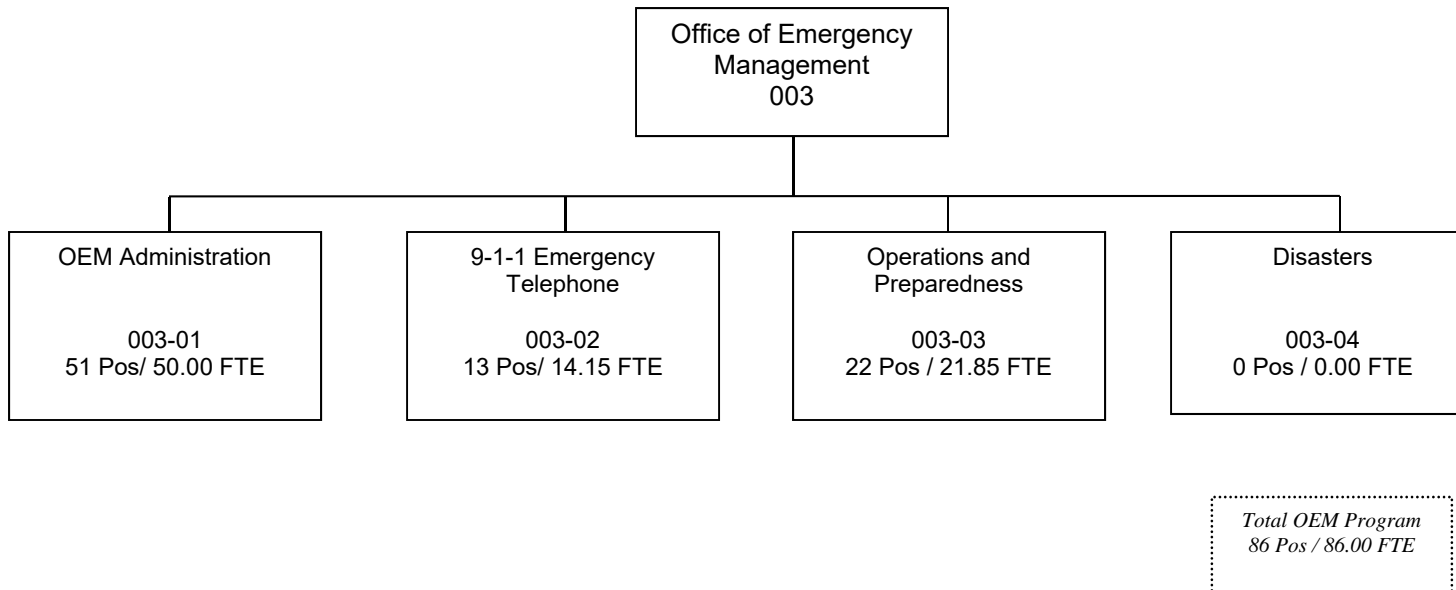 Office of Emergency
Management
003
OEM Administration
003-01
51 Pos/ 50.00 FTE
9-1-1 Emergency
Telephone
003-02
13 Pos/ 14.15 FTE
Operations and
Preparedness
003-03
22 Pos / 21.85 FTE
Disasters
003-04
0 Pos / 0.00 FTE
Total OEM Program
86 Pos / 86.00 FTE